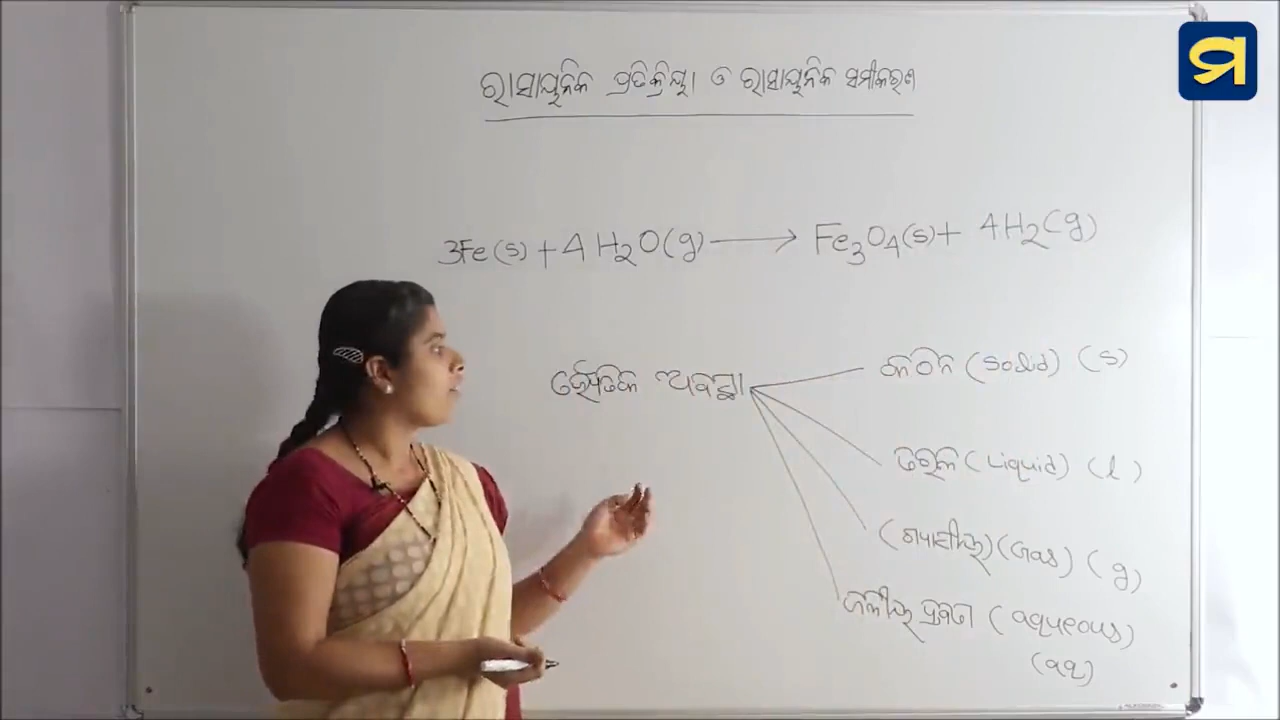 ମ
ରାସାୟନିକ ପ୍ରତିକ୍ରିୟା ଓ ରାସାୟନିକ ସମୀକରଣ
3Fe(s) + 4H₂O(g) ⟶ Fe₃O₄(s) + 4H₂(g)
ଭୌତିକ ଅବସ୍ଥା
କଠିନ (Solid) (s)
ତରଳ (Liquid) (l)
(ଗ୍ୟାସୀୟ) (Gas) (g)
ଜଳୀୟ ଦ୍ରବଣ (aqueous)
(aq)